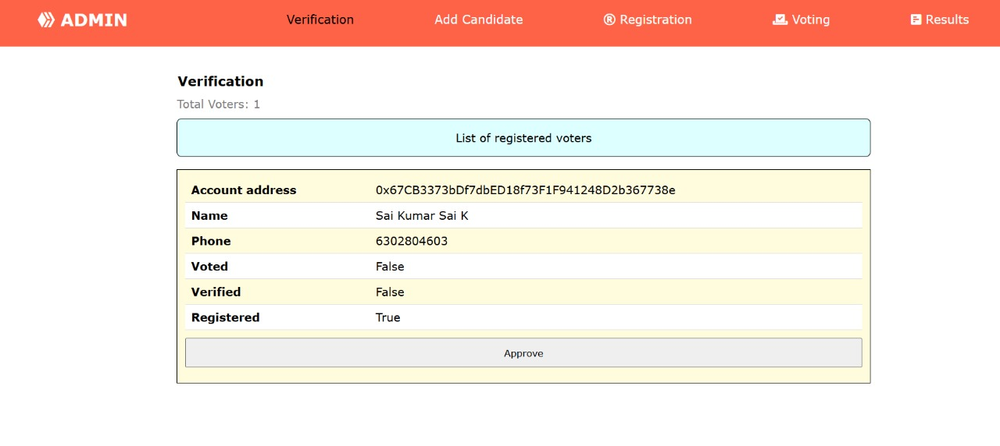 ADMIN Verification Add Candidate Registration Voting Results
Verification
Total Voters: 1
List of registered voters
Account address 0x67CB3373bDf7dbED18f73F1F941248D2b367738e
Name Sai Kumar Sai K
Phone 6302804603
Voted False
Verified False
Registered True
Approve